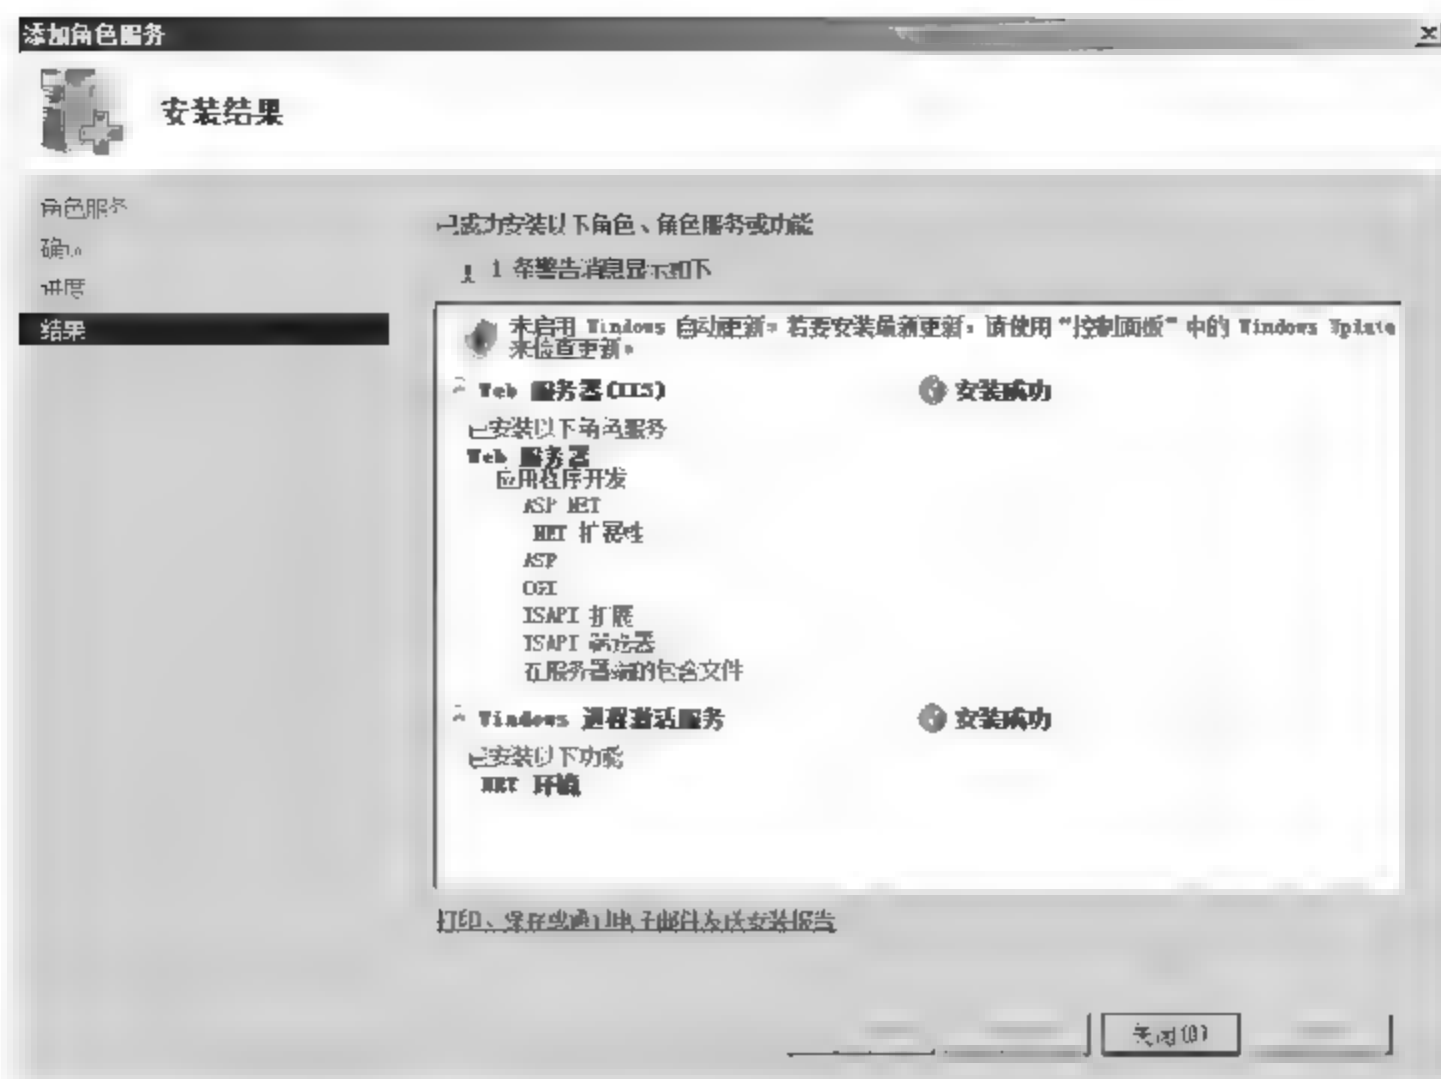 添加角色服务
安装结果
角色服务
确认
进度
结果
已成功安装以下角色、角色服务或功能
1 条警告消息显示如下
未启用 Windows 自动更新。若要安装最新更新，请使用“控制面板”中的 Windows Update
来检查更新。
Web 服务器(IIS)
安装成功
已安装以下角色服务
Web 服务器
应用程序开发
ASP NET
NET 扩展性
ASP
CGI
ISAPI 扩展
ISAPI 筛选器
在服务器端的包含文件
Windows 进程激活服务
安装成功
已安装以下功能
NET 环境
打印、保存或通过电子邮件发送安装报告
关闭(O)